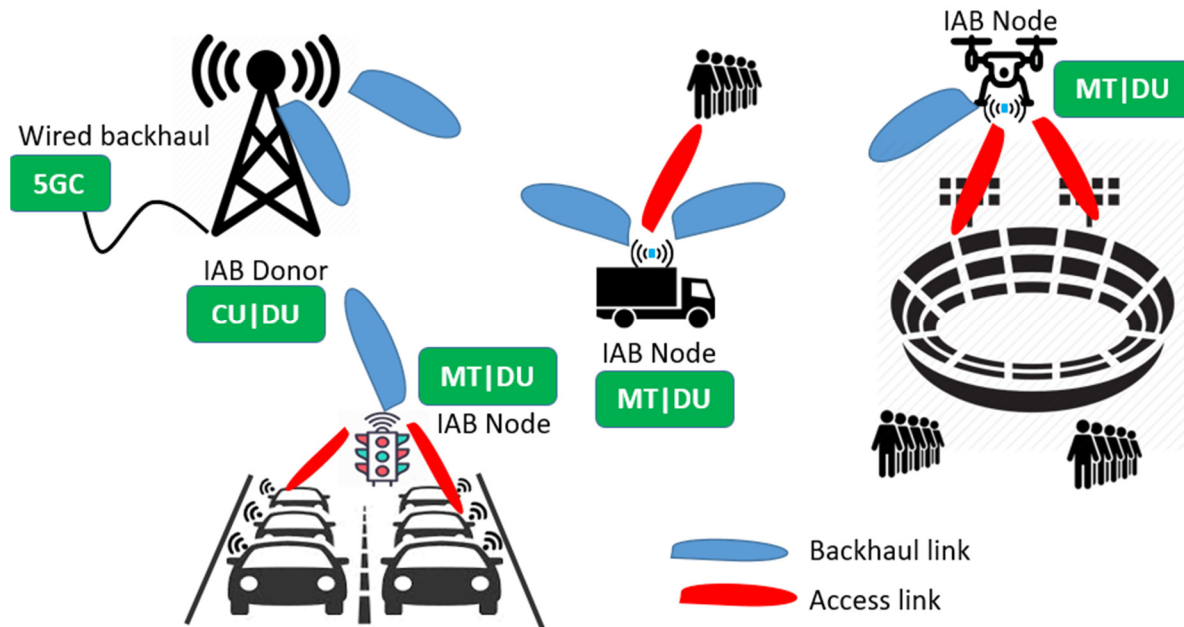 IAB Node
MT|DU
Wired backhaul
5GC
IAB Donor
CU|DU
MT|DU
IAB Node
IAB Node
MT|DU
Backhaul link
Access link